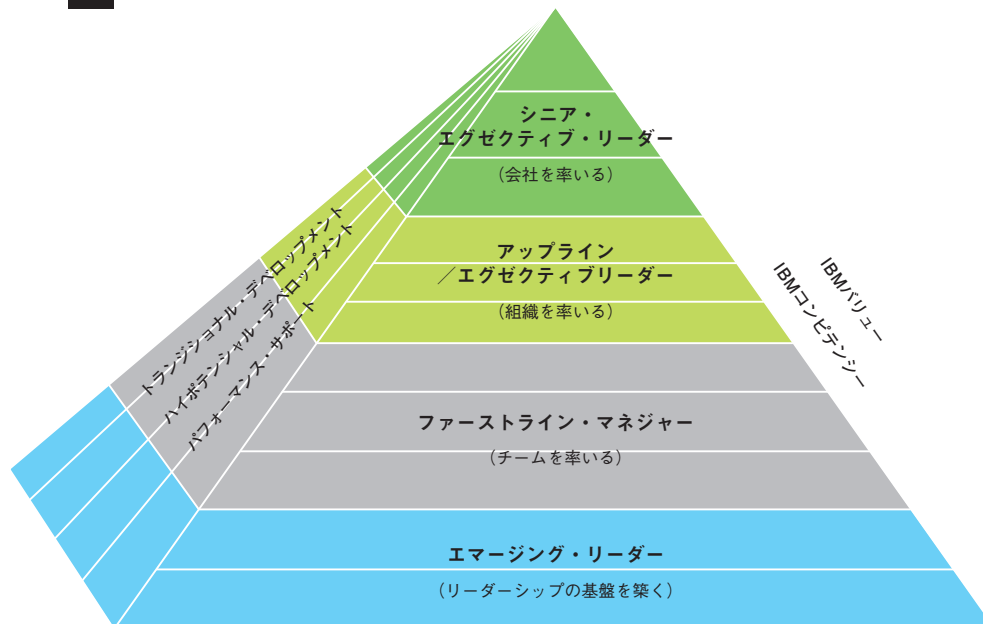 シニア・
エグゼクティブ・リーダー
（会社を率いる）
アップライン
／エグゼクティブリーダー
（組織を率いる）
ファーストライン・マネジャー
（チームを率いる）
エマージング・リーダー
（リーダーシップの基盤を築く）
トランジショナル・デベロップメント
ハイポテンシャル・デベロップメント
パフォーマンス・サポート
IBMバリュー
IBMコンピテンシー